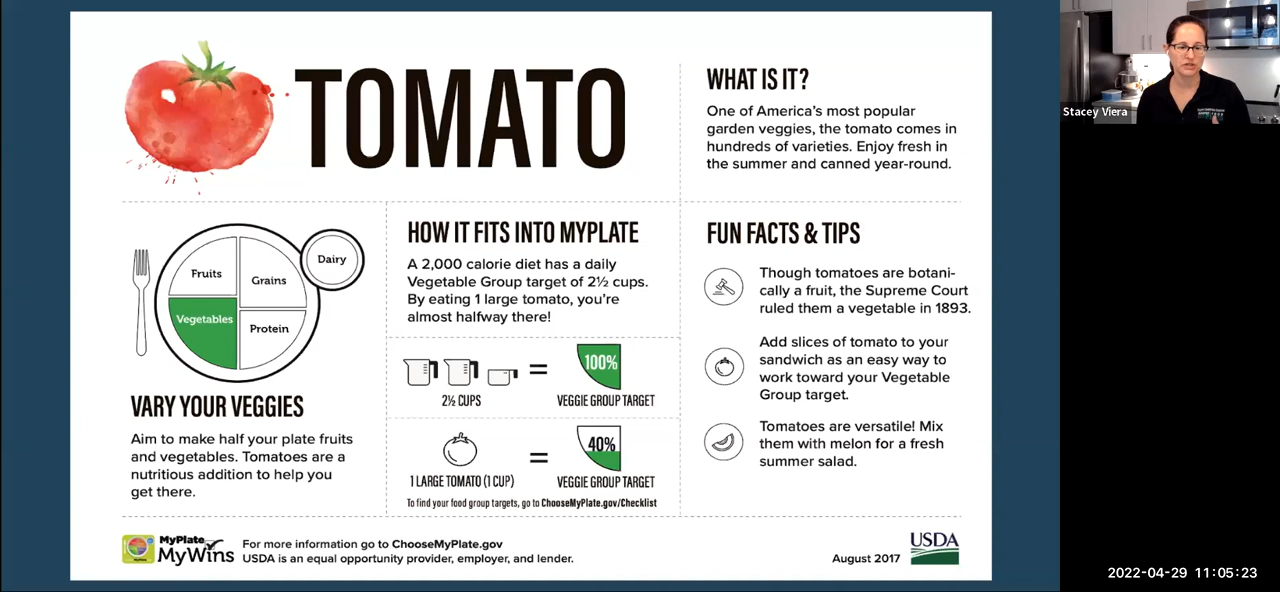 TOMATO
WHAT IS IT?
One of America's most popular
garden veggies, the tomato comes in
hundreds of varieties. Enjoy fresh in
the summer and canned year-round.
Fruits
Grains
Dairy
Vegetables
Protein
VARY YOUR VEGGIES
Aim to make half your plate fruits
and vegetables. Tomatoes are a
nutritious addition to help you
get there.
HOW IT FITS INTO MYPLATE
A 2,000 calorie diet has a daily
Vegetable Group target of 2½ cups.
By eating 1 large tomato, you're
almost halfway there!
=
100%
2½ CUPS
VEGGIE GROUP TARGET
=
40%
1 LARGE TOMATO (1 CUP)
VEGGIE GROUP TARGET
To find your food group targets, go to ChooseMyPlate.gov/Checklist
FUN FACTS & TIPS
Though tomatoes are botani-
cally a fruit, the Supreme Court
ruled them a vegetable in 1893.
Add slices of tomato to your
sandwich as an easy way to
work toward your Vegetable
Group target.
Tomatoes are versatile! Mix
them with melon for a fresh
summer salad.
MyPlate
MyWins
For more information go to ChooseMyPlate.gov
USDA is an equal opportunity provider, employer, and lender.
August 2017
USDA
Stacey Viera
2022-04-29 11:05:23